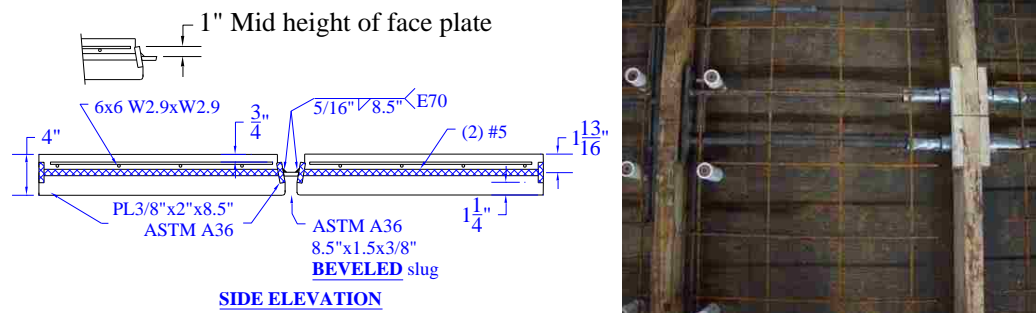 1" Mid height of face plate
6x6 W2.9xW2.9
5/16" 8.5" E70
3/4"
(2) #5
4"
1 13/16"
PL3/8"x2"x8.5"
ASTM A36
1 1/4"
ASTM A36
8.5"x1.5x3/8"
BEVELED slug
SIDE ELEVATION